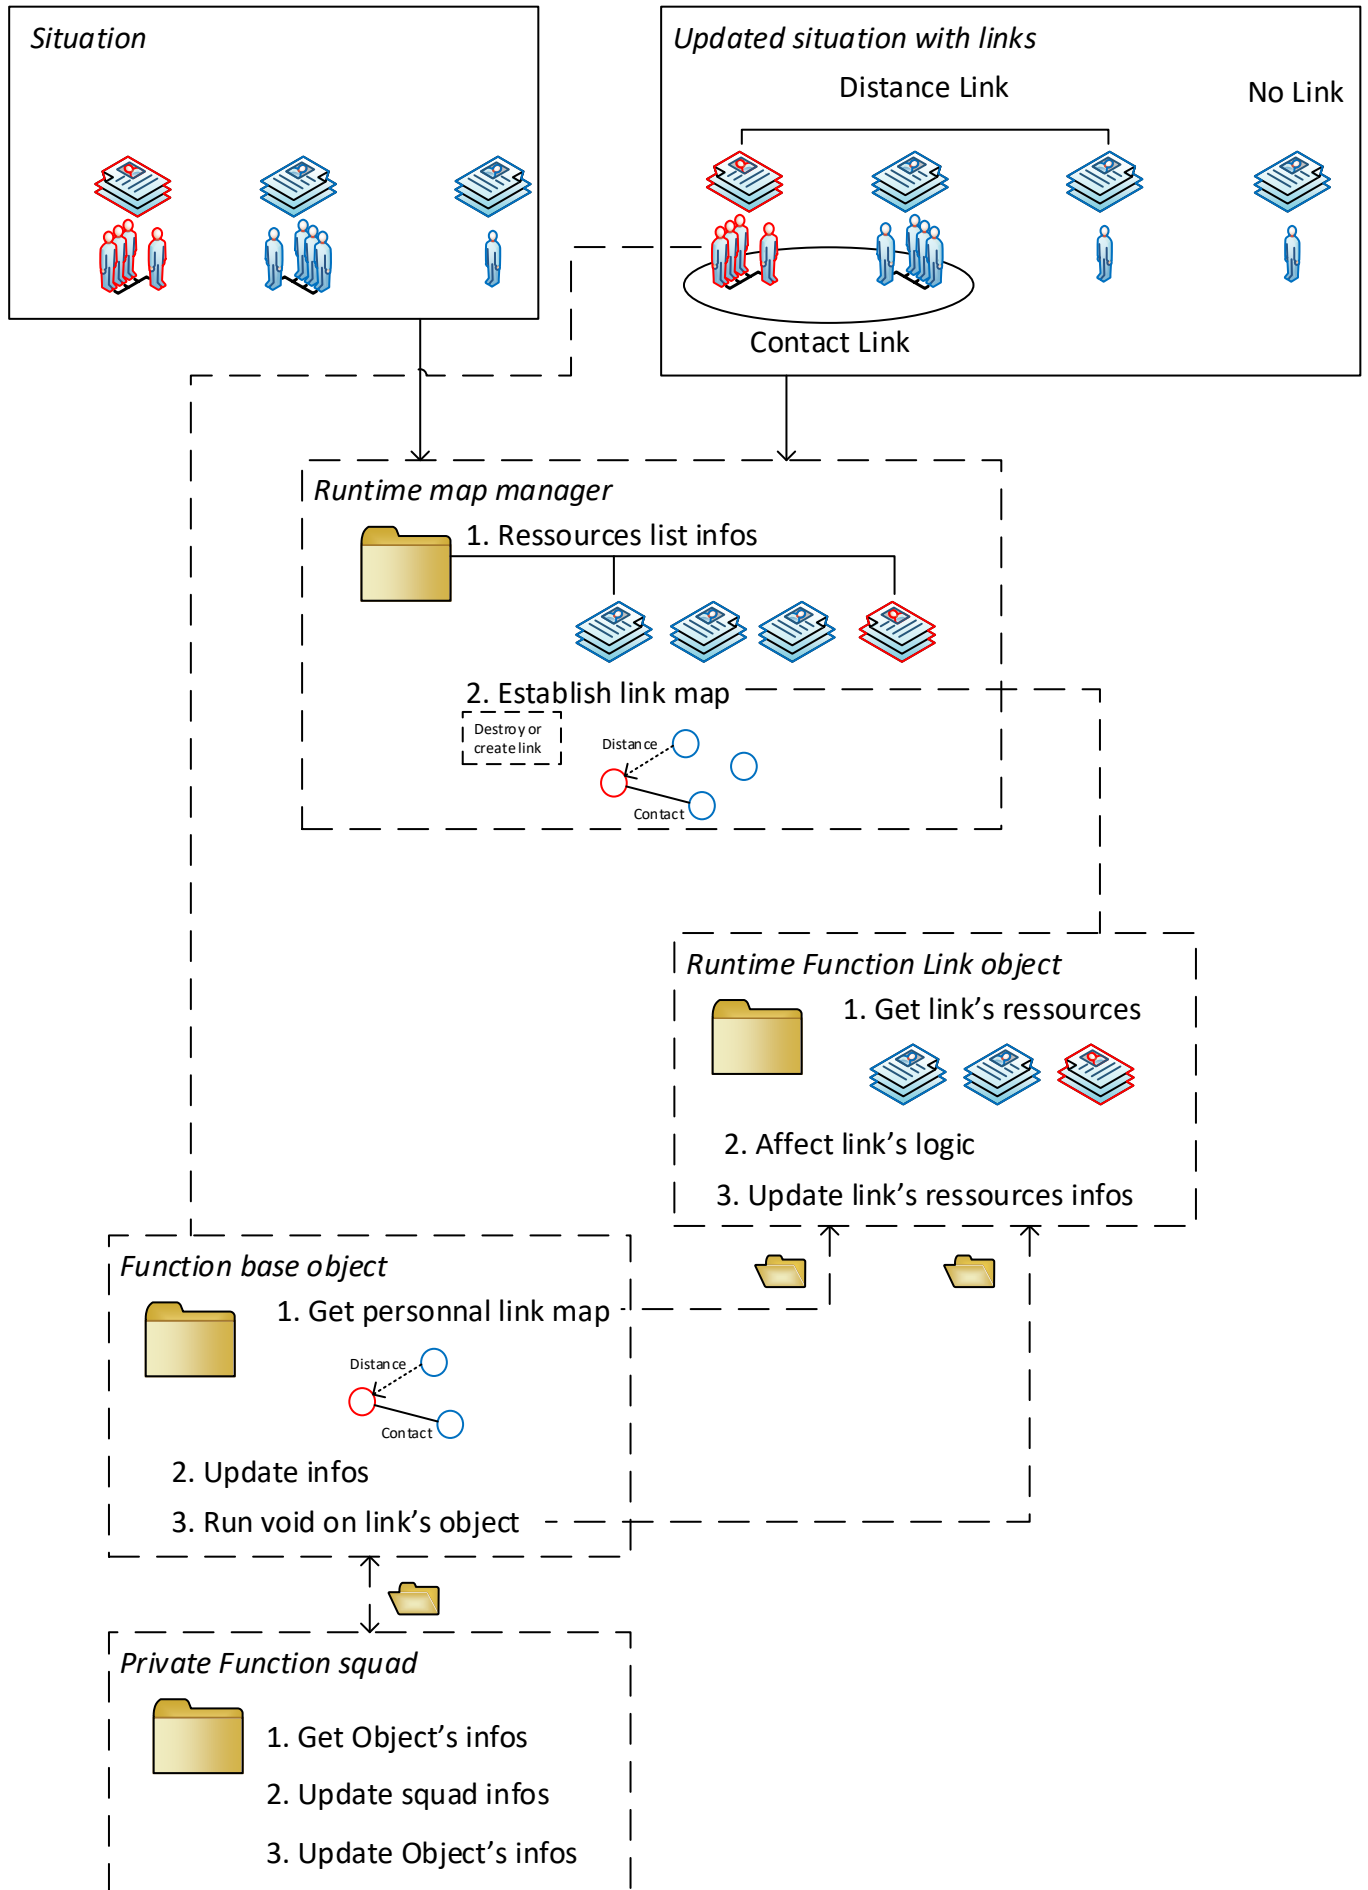 Situation
Updated situation with links
Distance Link
No Link
Contact Link
Runtime map manager
1. Ressources list infos
2. Establish link map
Destroy or
create link
Distance
Contact
Runtime Function Link object
1. Get link’s ressources
2. Affect link’s logic
3. Update link’s ressources infos
Function base object
1. Get personnal link map
Distance
Contact
2. Update infos
3. Run void on link’s object
Private Function squad
1. Get Object’s infos
2. Update squad infos
3. Update Object’s infos